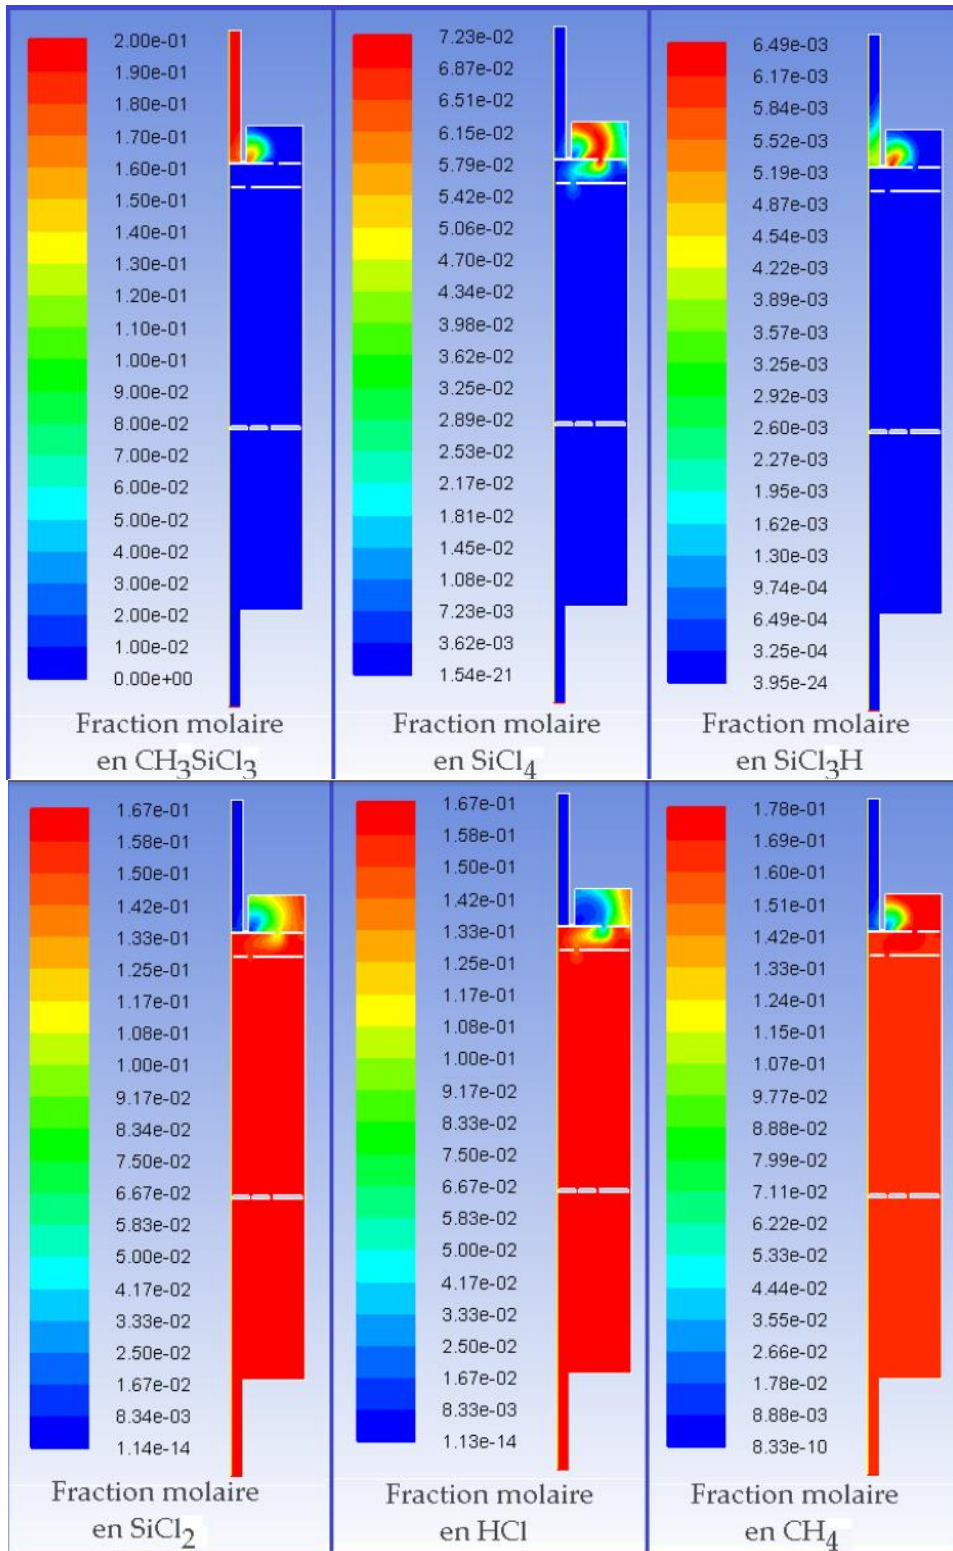 2.00e-01
1.90e-01
1.80e-01
1.70e-01
1.60e-01
1.50e-01
1.40e-01
1.30e-01
1.20e-01
1.10e-01
1.00e-01
9.00e-02
8.00e-02
7.00e-02
6.00e-02
5.00e-02
4.00e-02
3.00e-02
2.00e-02
1.00e-02
0.00e+00
Fraction molaire
en CH₃SiCl₃
7.23e-02
6.87e-02
6.51e-02
6.15e-02
5.79e-02
5.42e-02
5.06e-02
4.70e-02
4.34e-02
3.98e-02
3.62e-02
3.25e-02
2.89e-02
2.53e-02
2.17e-02
1.81e-02
1.45e-02
1.08e-02
7.23e-03
3.62e-03
1.54e-21
Fraction molaire
en SiCl₄
6.49e-03
6.17e-03
5.84e-03
5.52e-03
5.19e-03
4.87e-03
4.54e-03
4.22e-03
3.89e-03
3.57e-03
3.25e-03
2.92e-03
2.60e-03
2.27e-03
1.95e-03
1.62e-03
1.30e-03
9.74e-04
6.49e-04
3.25e-04
3.95e-24
Fraction molaire
en SiCl₃H
1.67e-01
1.58e-01
1.50e-01
1.42e-01
1.33e-01
1.25e-01
1.17e-01
1.08e-01
1.00e-01
9.17e-02
8.34e-02
7.50e-02
6.67e-02
5.83e-02
5.00e-02
4.17e-02
3.33e-02
2.50e-02
1.67e-02
8.34e-03
1.14e-14
Fraction molaire
en SiCl₂
1.67e-01
1.58e-01
1.50e-01
1.42e-01
1.33e-01
1.25e-01
1.17e-01
1.08e-01
1.00e-01
9.17e-02
8.33e-02
7.50e-02
6.67e-02
5.83e-02
5.00e-02
4.17e-02
3.33e-02
2.50e-02
1.67e-02
8.33e-03
1.13e-14
Fraction molaire
en HCl
1.78e-01
1.69e-01
1.60e-01
1.51e-01
1.42e-01
1.33e-01
1.24e-01
1.15e-01
1.07e-01
9.77e-02
8.88e-02
7.99e-02
7.11e-02
6.22e-02
5.33e-02
4.44e-02
3.55e-02
2.66e-02
1.78e-02
8.88e-03
8.33e-10
Fraction molaire
en CH₄